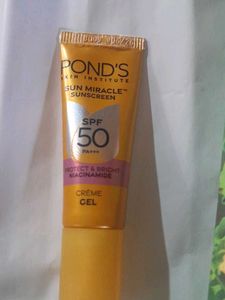 POND'S
SKIN INSTITUTE
SUN MIRACLE™
SUNSCREEN
SPF
50
PA+++
PROTECT & BRIGHT
NIACINAMIDE
CRÈME
GEL